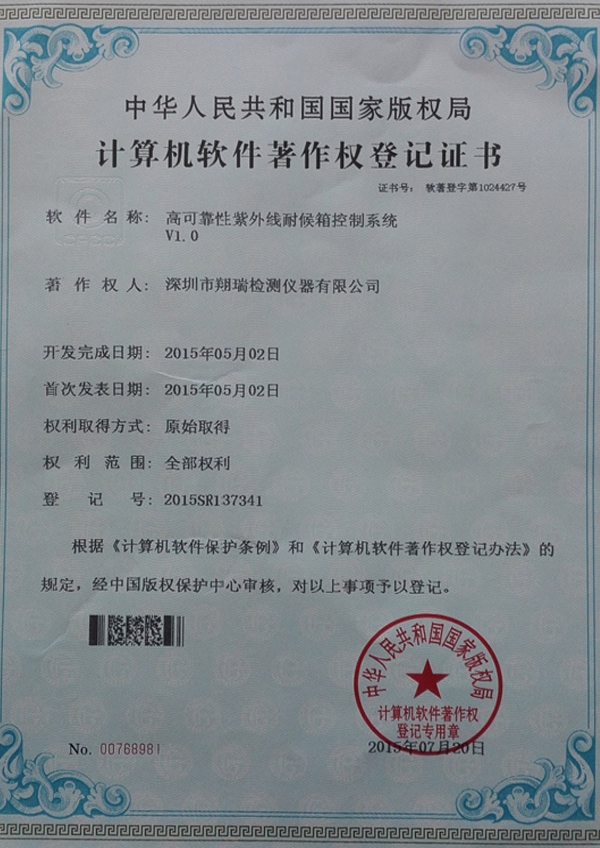 中华人民共和国国家版权局
计算机软件著作权登记证书
证书号： 软著登字第1024427号
软件名称： 高可靠性紫外线耐候箱控制系统
V1.0
著作权人： 深圳市翔瑞检测仪器有限公司
开发完成日期： 2015年05月02日
首次发表日期： 2015年05月02日
权利取得方式： 原始取得
权利范围： 全部权利
登记号： 2015SR137341
根据《计算机软件保护条例》和《计算机软件著作权登记办法》的
规定，经中国版权保护中心审核，对以上事项予以登记。
中华人民共和国国家版权局
计算机软件著作权
登记专用章
No. 00768981
2015年07月20日